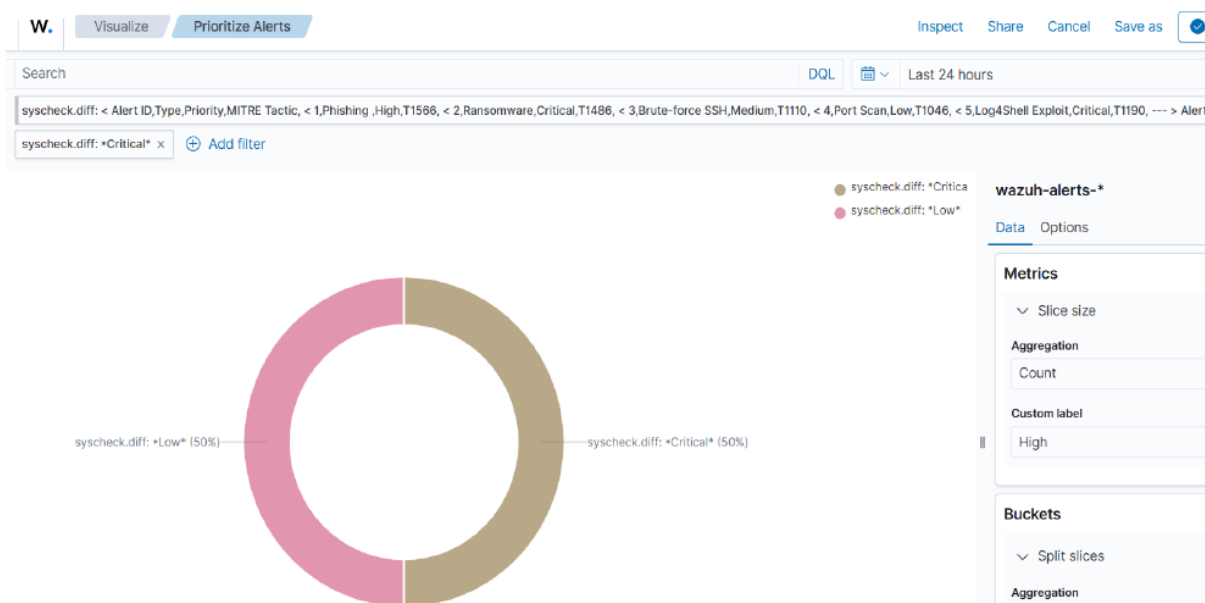 W. Visualize Prioritize Alerts Inspect Share Cancel Save as
Search DQL Last 24 hours
syscheck.diff: < Alert ID,Type,Priority,MITRE Tactic, < 1,Phishing ,High,T1566, < 2,Ransomware,Critical,T1486, < 3,Brute-force SSH,Medium,T1110, < 4,Port Scan,Low,T1046, < 5,Log4Shell Exploit,Critical,T1190, --- > Alert
syscheck.diff: *Critical* × Add filter
syscheck.diff: *Critica
syscheck.diff: *Low*
syscheck.diff: *Low* (50%)
syscheck.diff: *Critical* (50%)
wazuh-alerts-*
Data Options
Metrics
Slice size
Aggregation
Count
Custom label
High
Buckets
Split slices
Aggregation